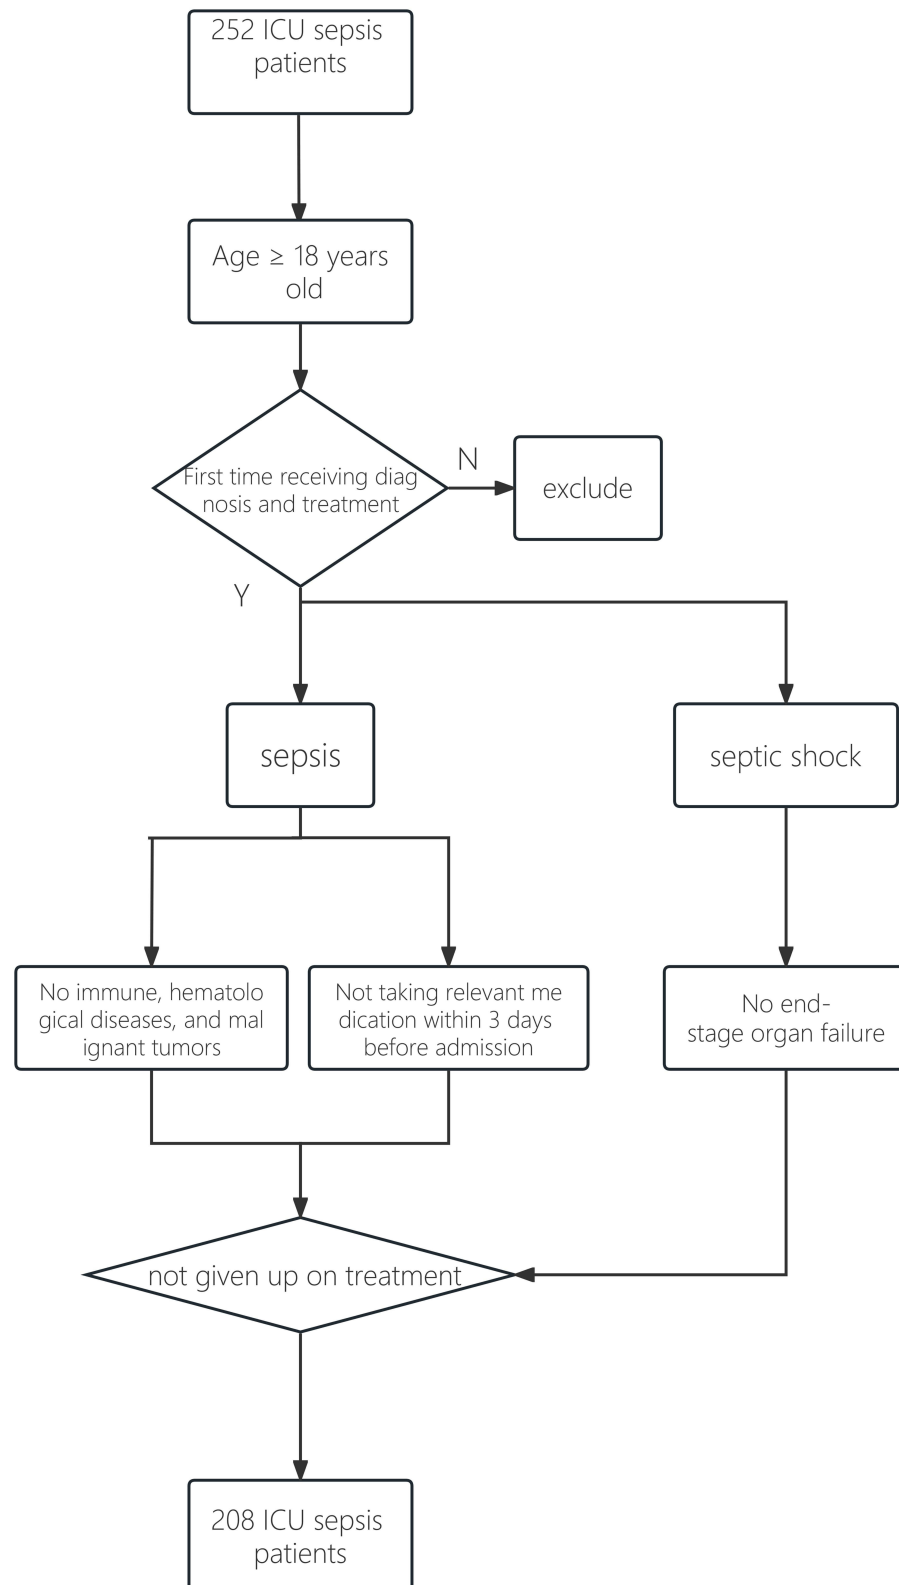 252 ICU sepsis
patients
Age ≥ 18 years
old
First time receiving diag
nosis and treatment
N
exclude
Y
sepsis
septic shock
No immune, hematolo
gical diseases, and mal
ignant tumors
Not taking relevant me
dication within 3 days
before admission
No end-
stage organ failure
not given up on treatment
208 ICU sepsis
patients